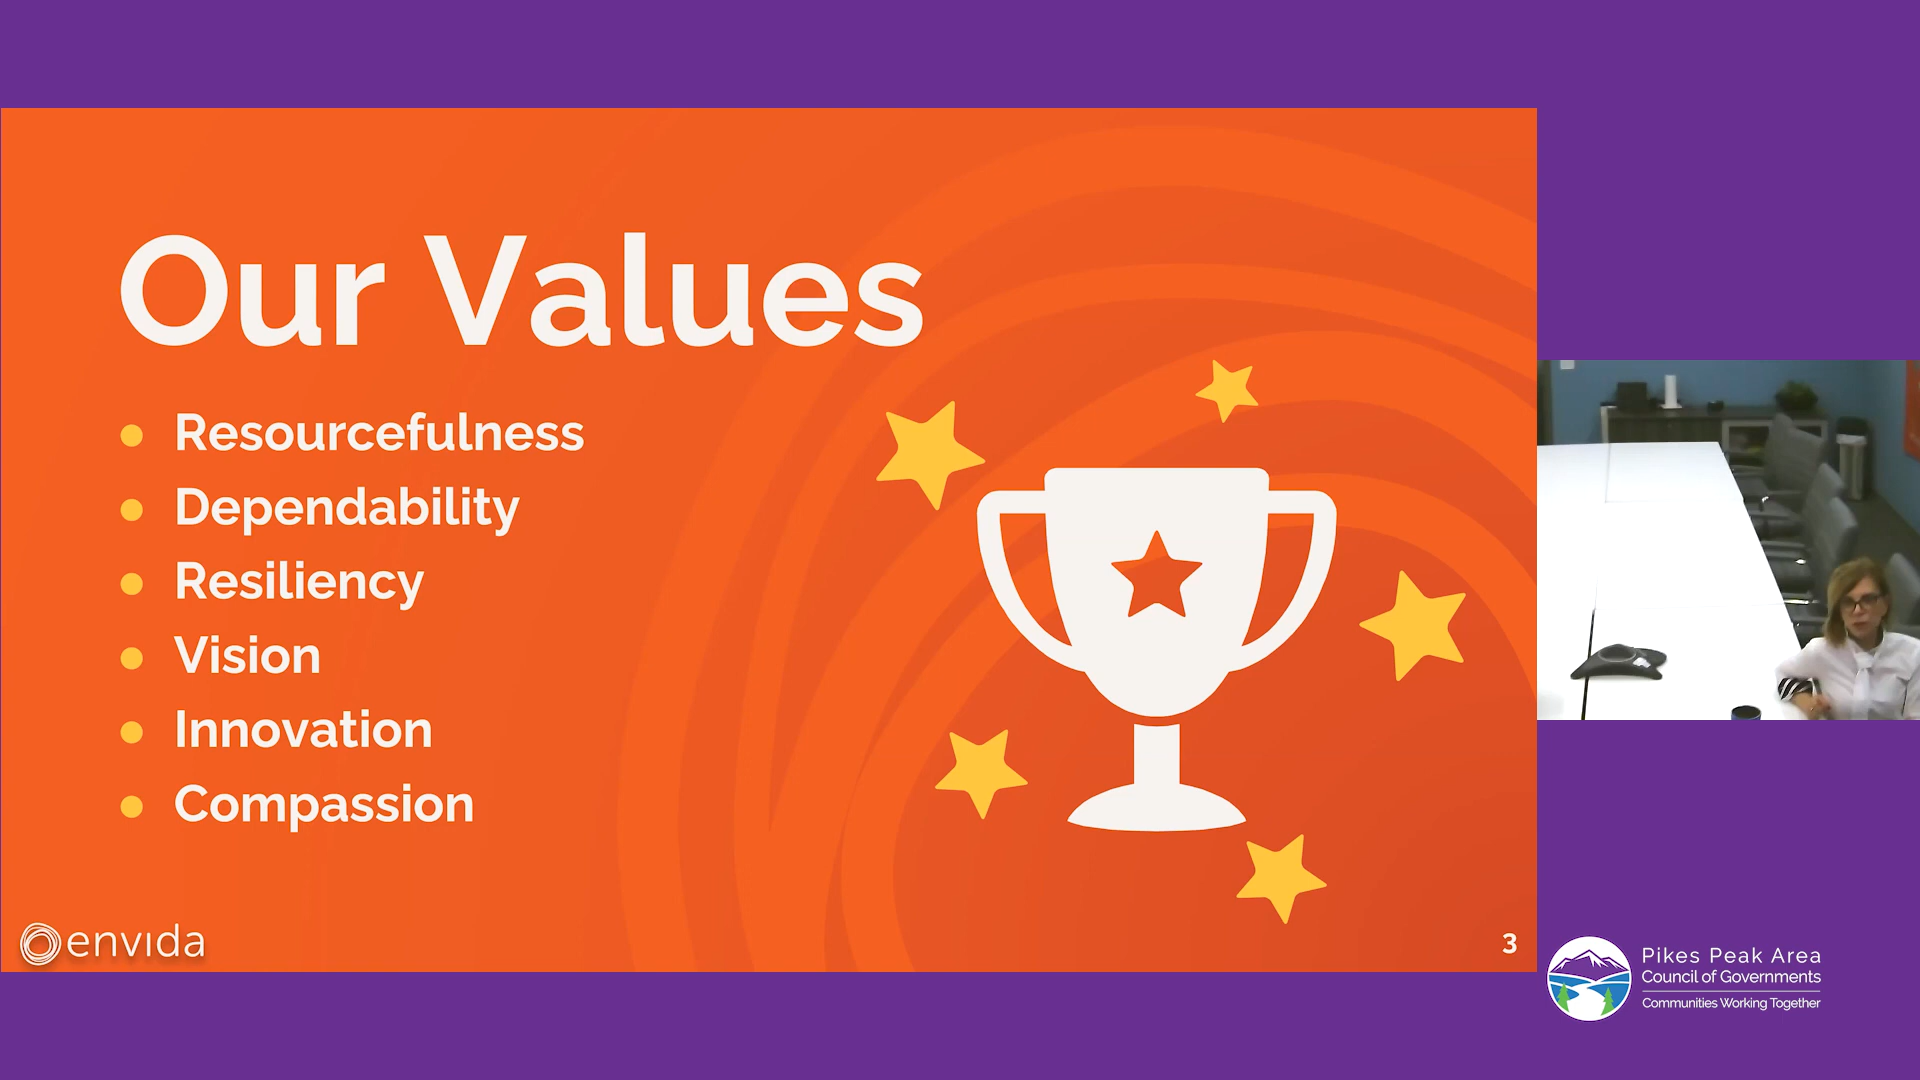 Our Values
Resourcefulness
Dependability
Resiliency
Vision
Innovation
Compassion
envida
3
Pikes Peak Area
Council of Governments
Communities Working Together